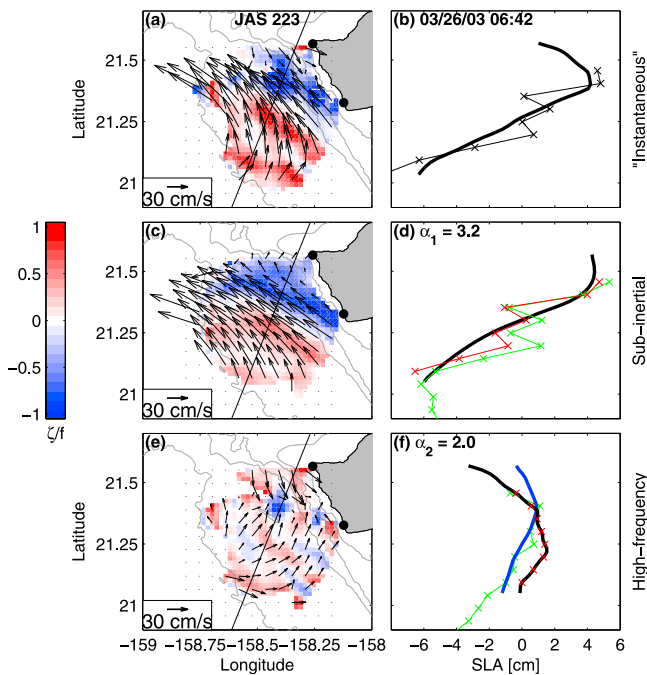 (a) JAS 223
(b) 03/26/03 06:42
21.5
21.25
21
Latitude
30 cm/s
"Instantaneous"
(c)
(d) α1 = 3.2
21.5
21.25
21
Latitude
30 cm/s
Sub-inertial
1
0.5
0
−0.5
−1
ζ/f
(e)
(f) α2 = 2.0
21.5
21.25
21
Latitude
30 cm/s
High-frequency
−159 −158.75 −158.5 −158.25 −158
Longitude
−6 −4 −2 0 2 4 6
SLA [cm]